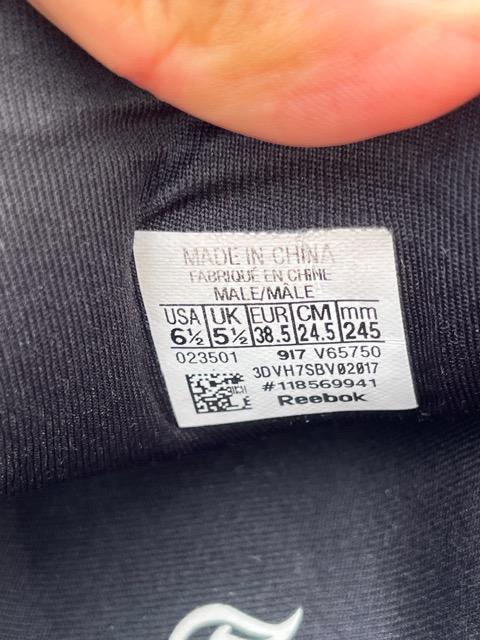 MADE IN CHINA
FABRIQUÉ EN CHINE
MALE/MÂLE
USA UK EUR CM mm
6½ 5½ 38.5 24.5 245
023501 917 V65750
3DVH7SBV02017
#118569941
Reebok